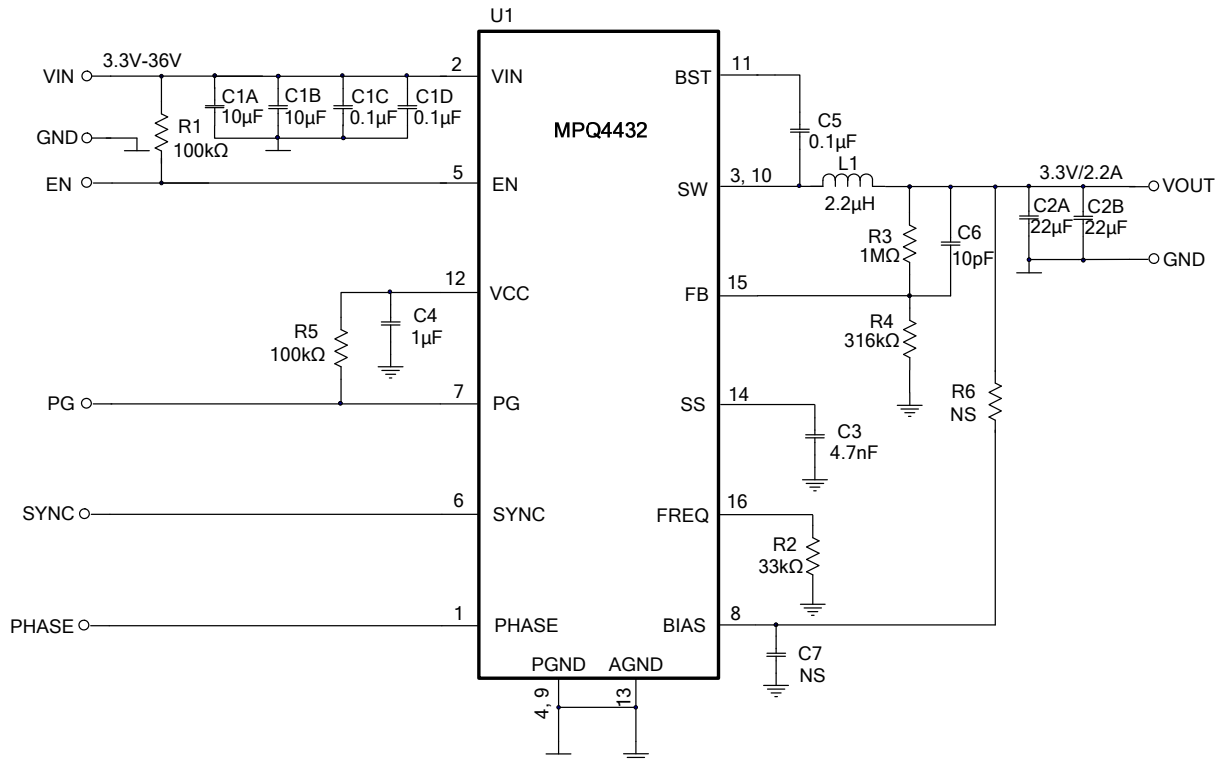 U1
VIN
3.3V-36V
2
VIN
BST
11
C1A
10µF
C1B
10µF
C1C
0.1µF
C1D
0.1µF
MPQ4432
C5
0.1µF
GND
R1
100kΩ
EN
5
EN
SW
3, 10
L1
2.2µH
3.3V/2.2A
VOUT
C2A
22µF
C2B
22µF
R3
1MΩ
C6
10pF
GND
12
VCC
FB
15
R5
100kΩ
C4
1µF
R4
316kΩ
PG
7
PG
SS
14
R6
NS
C3
4.7nF
SYNC
6
SYNC
FREQ
16
R2
33kΩ
PHASE
1
PHASE
BIAS
8
C7
NS
PGND
AGND
4, 9
13